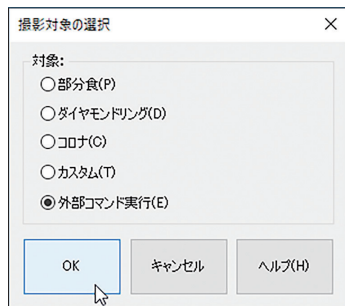 撮影対象の選択
対象:
部分食(P)
ダイヤモンドリング(D)
コロナ(C)
カスタム(T)
外部コマンド実行(E)
OK
キャンセル
ヘルプ(H)